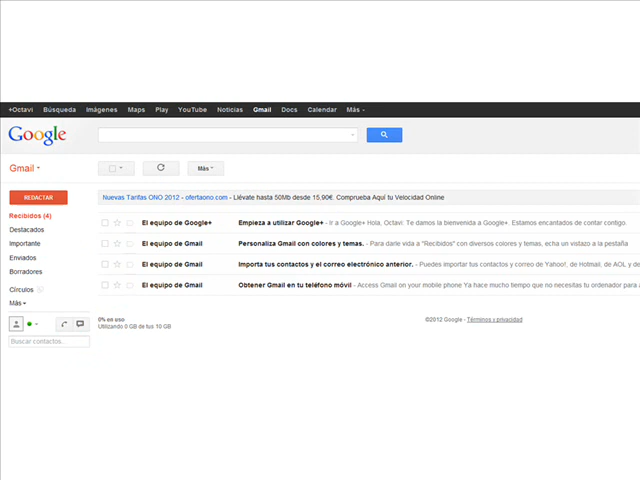 +Octavi Búsqueda Imágenes Maps Play YouTube Noticias Gmail Docs Calendar Más
Google
Gmail Más
REDACTAR Nuevas Tarifas ONO 2012 - ofertaono.com - Llévate hasta 50Mb desde 15,90€. Comprueba Aquí tu Velocidad Online
Recibidos (4) El equipo de Google+ Empieza a utilizar Google+ - Ir a Google+ Hola, Octavi: Te damos la bienvenida a Google+. Estamos encantados de contar contigo.
Destacados
Importante El equipo de Gmail Personaliza Gmail con colores y temas. - Para darle vida a "Recibidos" con diversos colores y temas, echa un vistazo a la pestaña
Enviados El equipo de Gmail Importa tus contactos y el correo electrónico anterior. - Puedes importar tus contactos y correo de Yahoo!, de Hotmail, de AOL y de
Borradores
Círculos El equipo de Gmail Obtener Gmail en tu teléfono móvil - Access Gmail on your mobile phone Ya hace mucho tiempo que no necesitas tu ordenador para a
Más
0% en uso ©2012 Google - Términos y privacidad
Utilizando 0 GB de tus 10 GB
Buscar contactos...